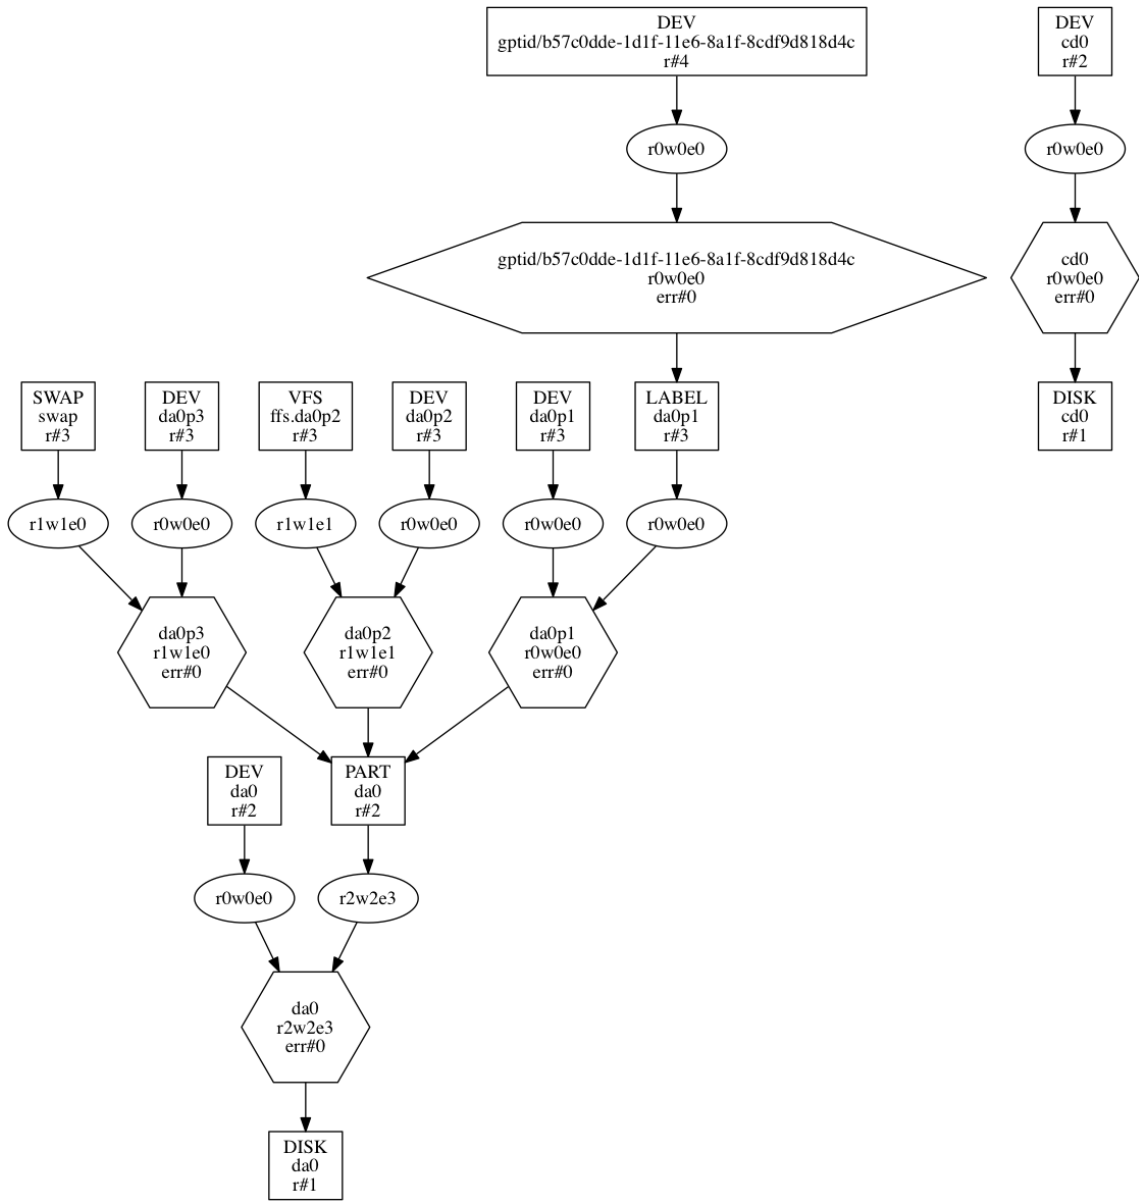 DEV
gptid/b57c0dde-1d1f-11e6-8a1f-8cdf9d818d4c
r#4
DEV
cd0
r#2
r0w0e0
r0w0e0
gptid/b57c0dde-1d1f-11e6-8a1f-8cdf9d818d4c
r0w0e0
err#0
cd0
r0w0e0
err#0
SWAP
swap
r#3
DEV
da0p3
r#3
VFS
ffs.da0p2
r#3
DEV
da0p2
r#3
DEV
da0p1
r#3
LABEL
da0p1
r#3
DISK
cd0
r#1
r1w1e0
r0w0e0
r1w1e1
r0w0e0
r0w0e0
r0w0e0
da0p3
r1w1e0
err#0
da0p2
r1w1e1
err#0
da0p1
r0w0e0
err#0
DEV
da0
r#2
PART
da0
r#2
r0w0e0
r2w2e3
da0
r2w2e3
err#0
DISK
da0
r#1